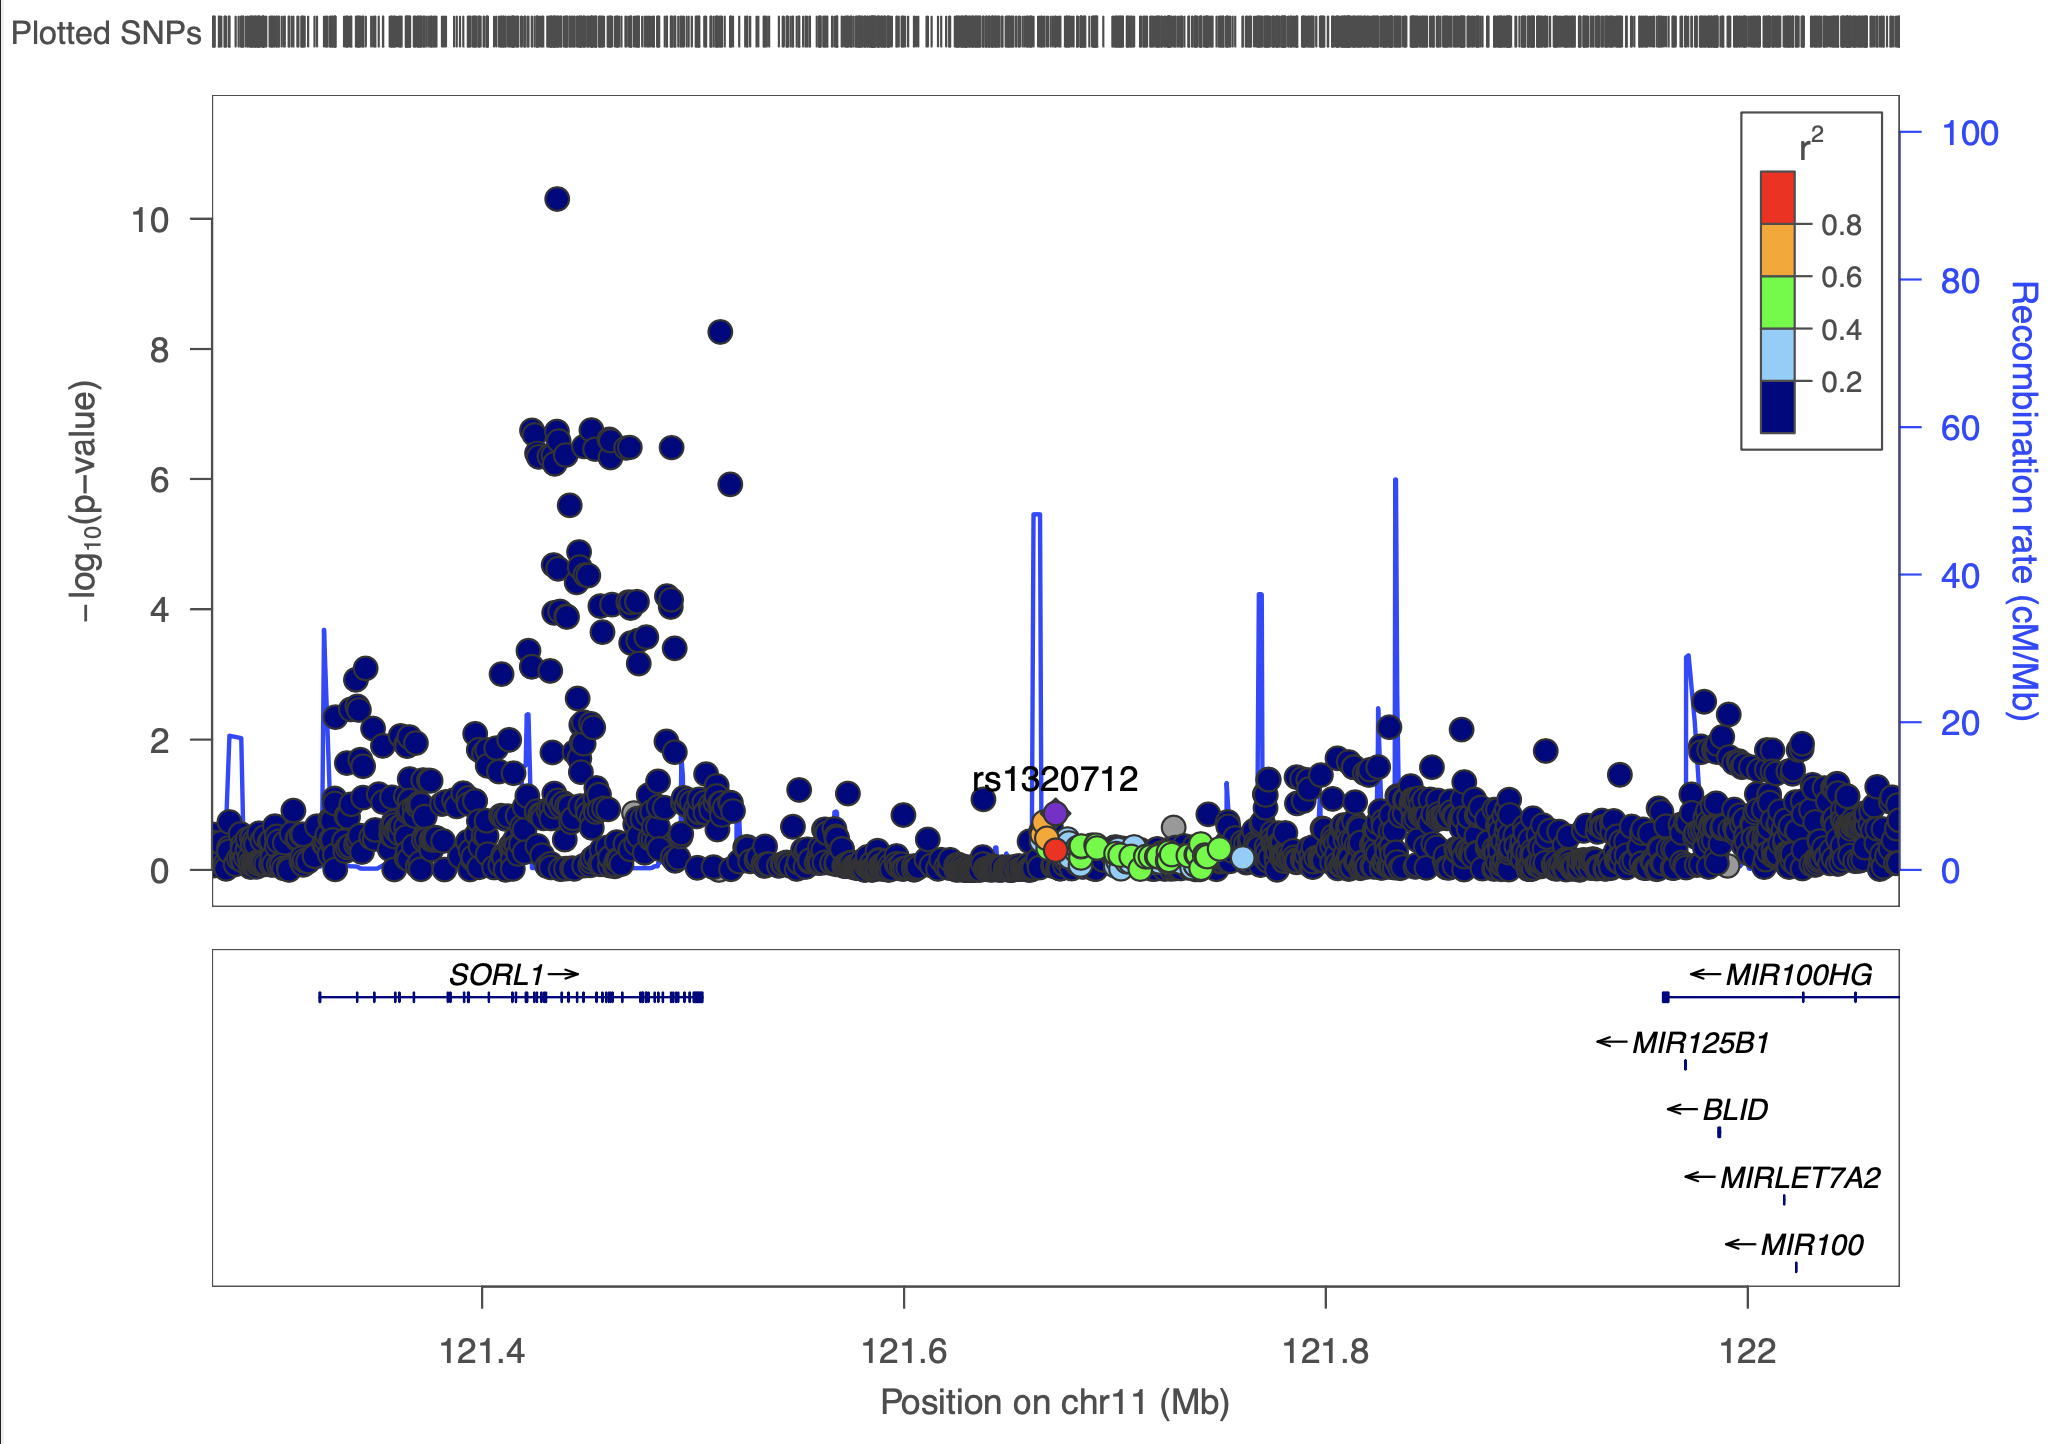 Plotted SNPs
r2
0.8
0.6
0.4
0.2
10
8
6
4
2
0
−log10(p−value)
100
80
60
40
20
0
Recombination rate (cM/Mb)
rs1320712
SORL1→
←MIR100HG
←MIR125B1
←BLID
←MIRLET7A2
←MIR100
121.4 121.6 121.8 122
Position on chr11 (Mb)